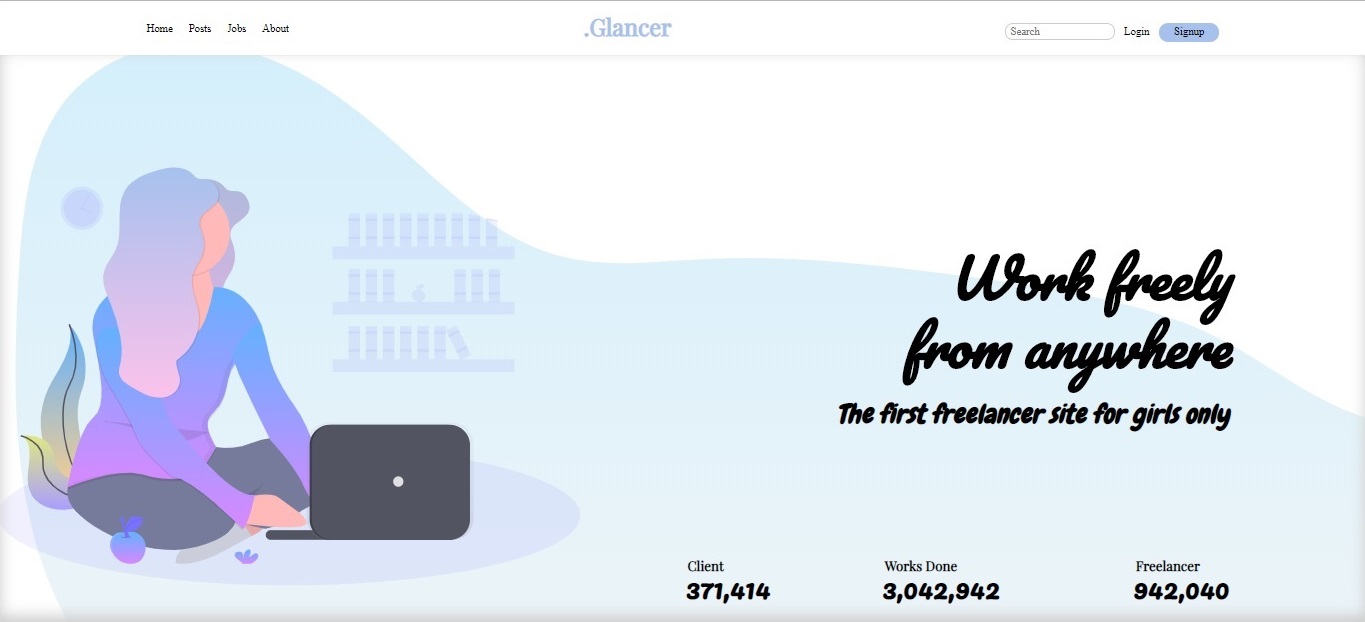 Home Posts Jobs About
.Glancer
Search Login Signup
Work freely
from anywhere
The first freelancer site for girls only
Client Works Done Freelancer
371,414 3,042,942 942,040